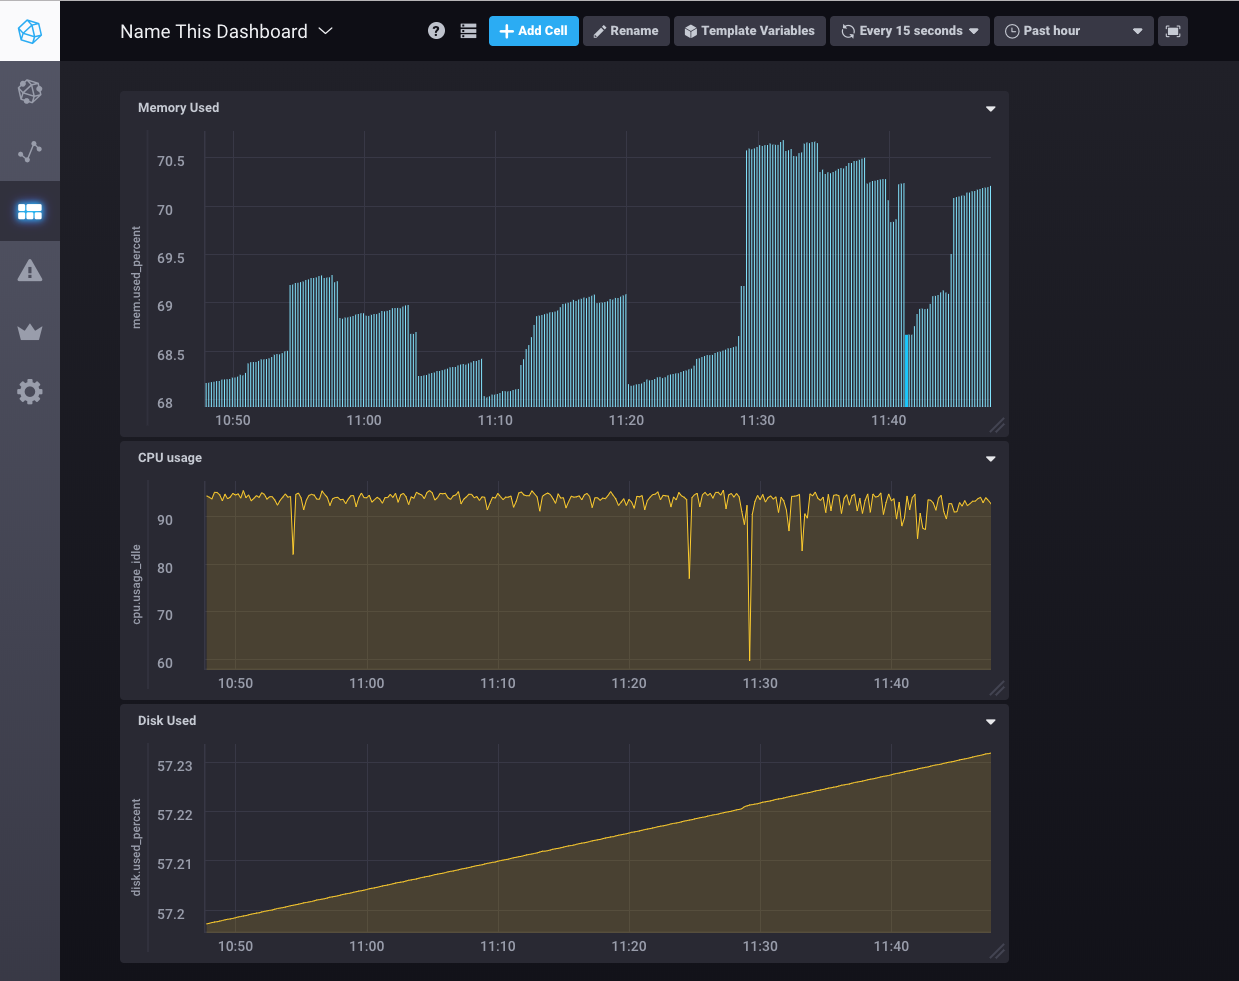 Name This Dashboard
? Add Cell Rename Template Variables Every 15 seconds Past hour
Memory Used
mem.used_percent
70.5
70
69.5
69
68.5
68
10:50 11:00 11:10 11:20 11:30 11:40
CPU usage
cpu.usage_idle
90
80
70
60
10:50 11:00 11:10 11:20 11:30 11:40
Disk Used
disk.used_percent
57.23
57.22
57.21
57.2
10:50 11:00 11:10 11:20 11:30 11:40